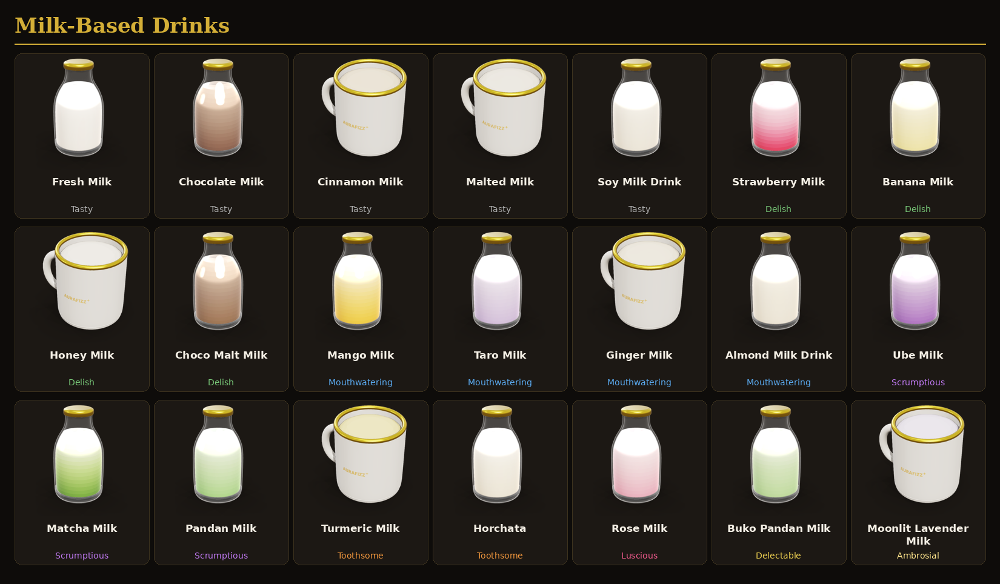 Milk-Based Drinks
AURAFIZZ
AURAFIZZ
Fresh Milk
Chocolate Milk
Cinnamon Milk
Malted Milk
Soy Milk Drink
Strawberry Milk
Banana Milk
Tasty
Tasty
Tasty
Tasty
Tasty
Delish
Delish
AURAFIZZ
AURAFIZZ
Honey Milk
Choco Malt Milk
Mango Milk
Taro Milk
Ginger Milk
Almond Milk Drink
Ube Milk
Delish
Delish
Mouthwatering
Mouthwatering
Mouthwatering
Mouthwatering
Scrumptious
AURAFIZZ
AURAFIZZ
Matcha Milk
Pandan Milk
Turmeric Milk
Horchata
Rose Milk
Buko Pandan Milk
Moonlit Lavender
Milk
Scrumptious
Scrumptious
Toothsome
Toothsome
Luscious
Delectable
Ambrosial